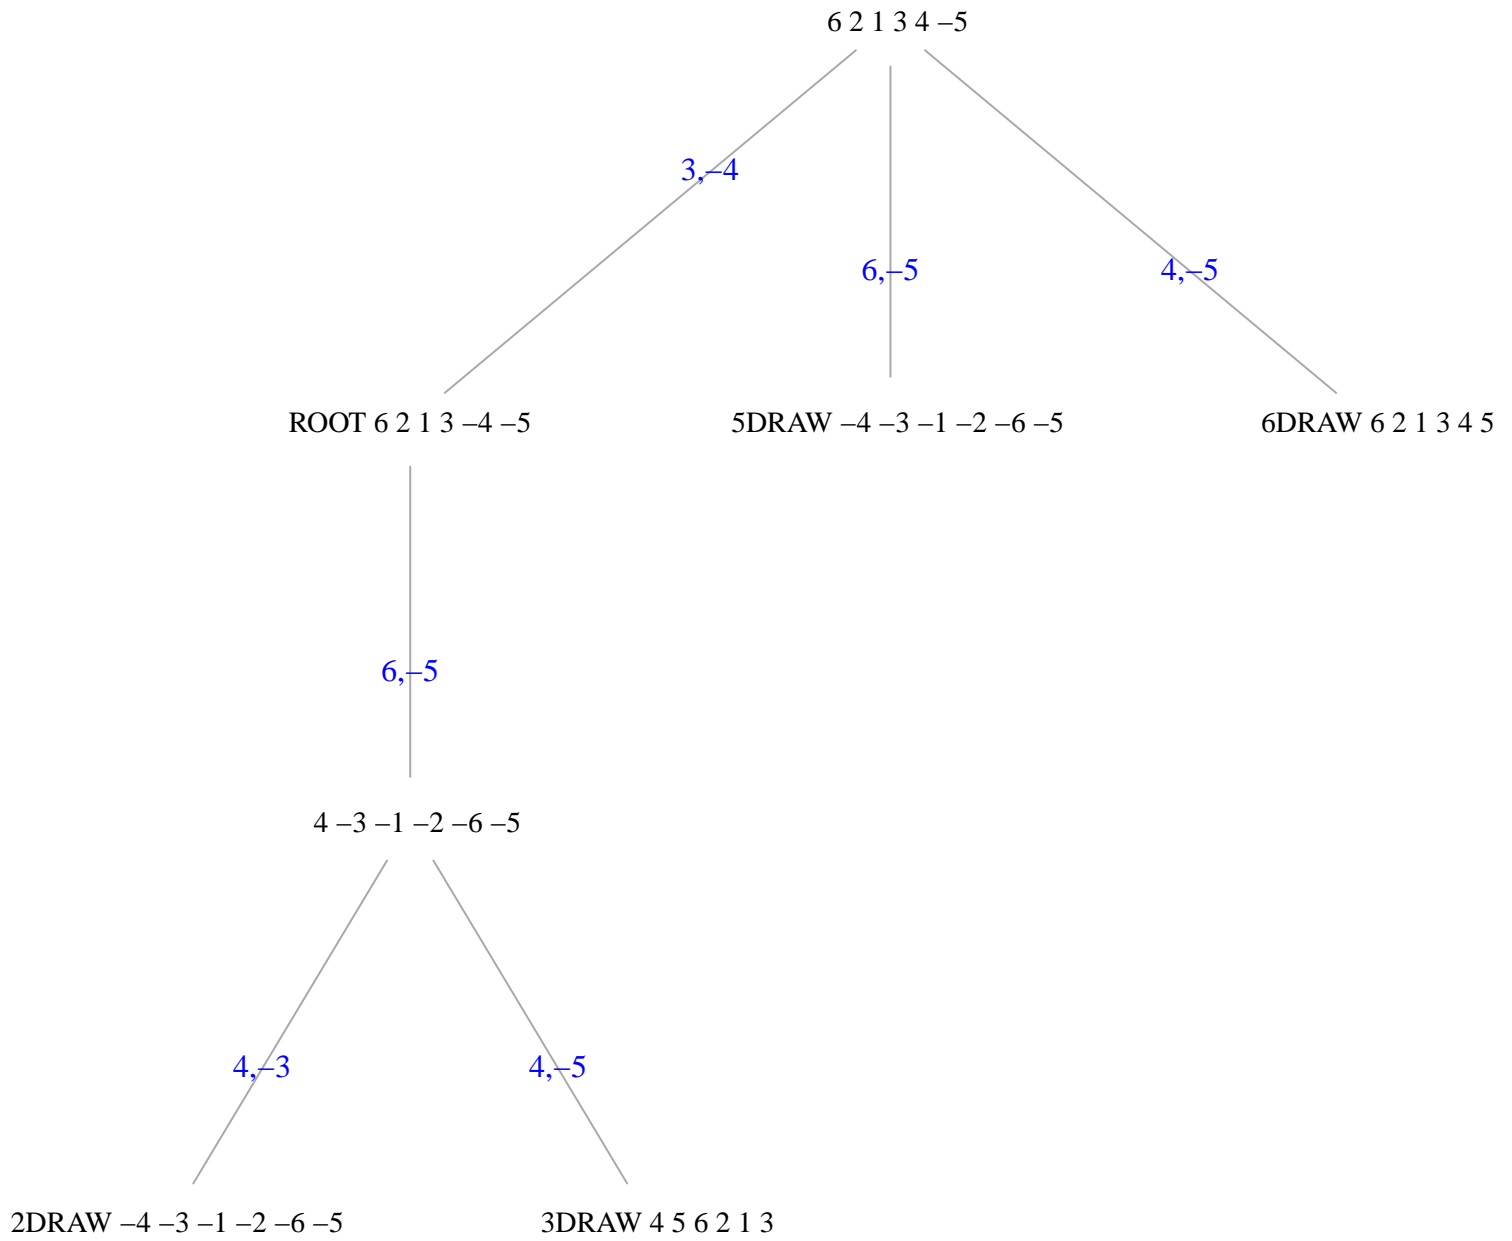 6 2 1 3 4 –5
3,–4
6,–5
4,–5
ROOT 6 2 1 3 –4 –5
5DRAW –4 –3 –1 –2 –6 –5
6DRAW 6 2 1 3 4 5
6,–5
4 –3 –1 –2 –6 –5
4,–3
4,–5
2DRAW –4 –3 –1 –2 –6 –5
3DRAW 4 5 6 2 1 3